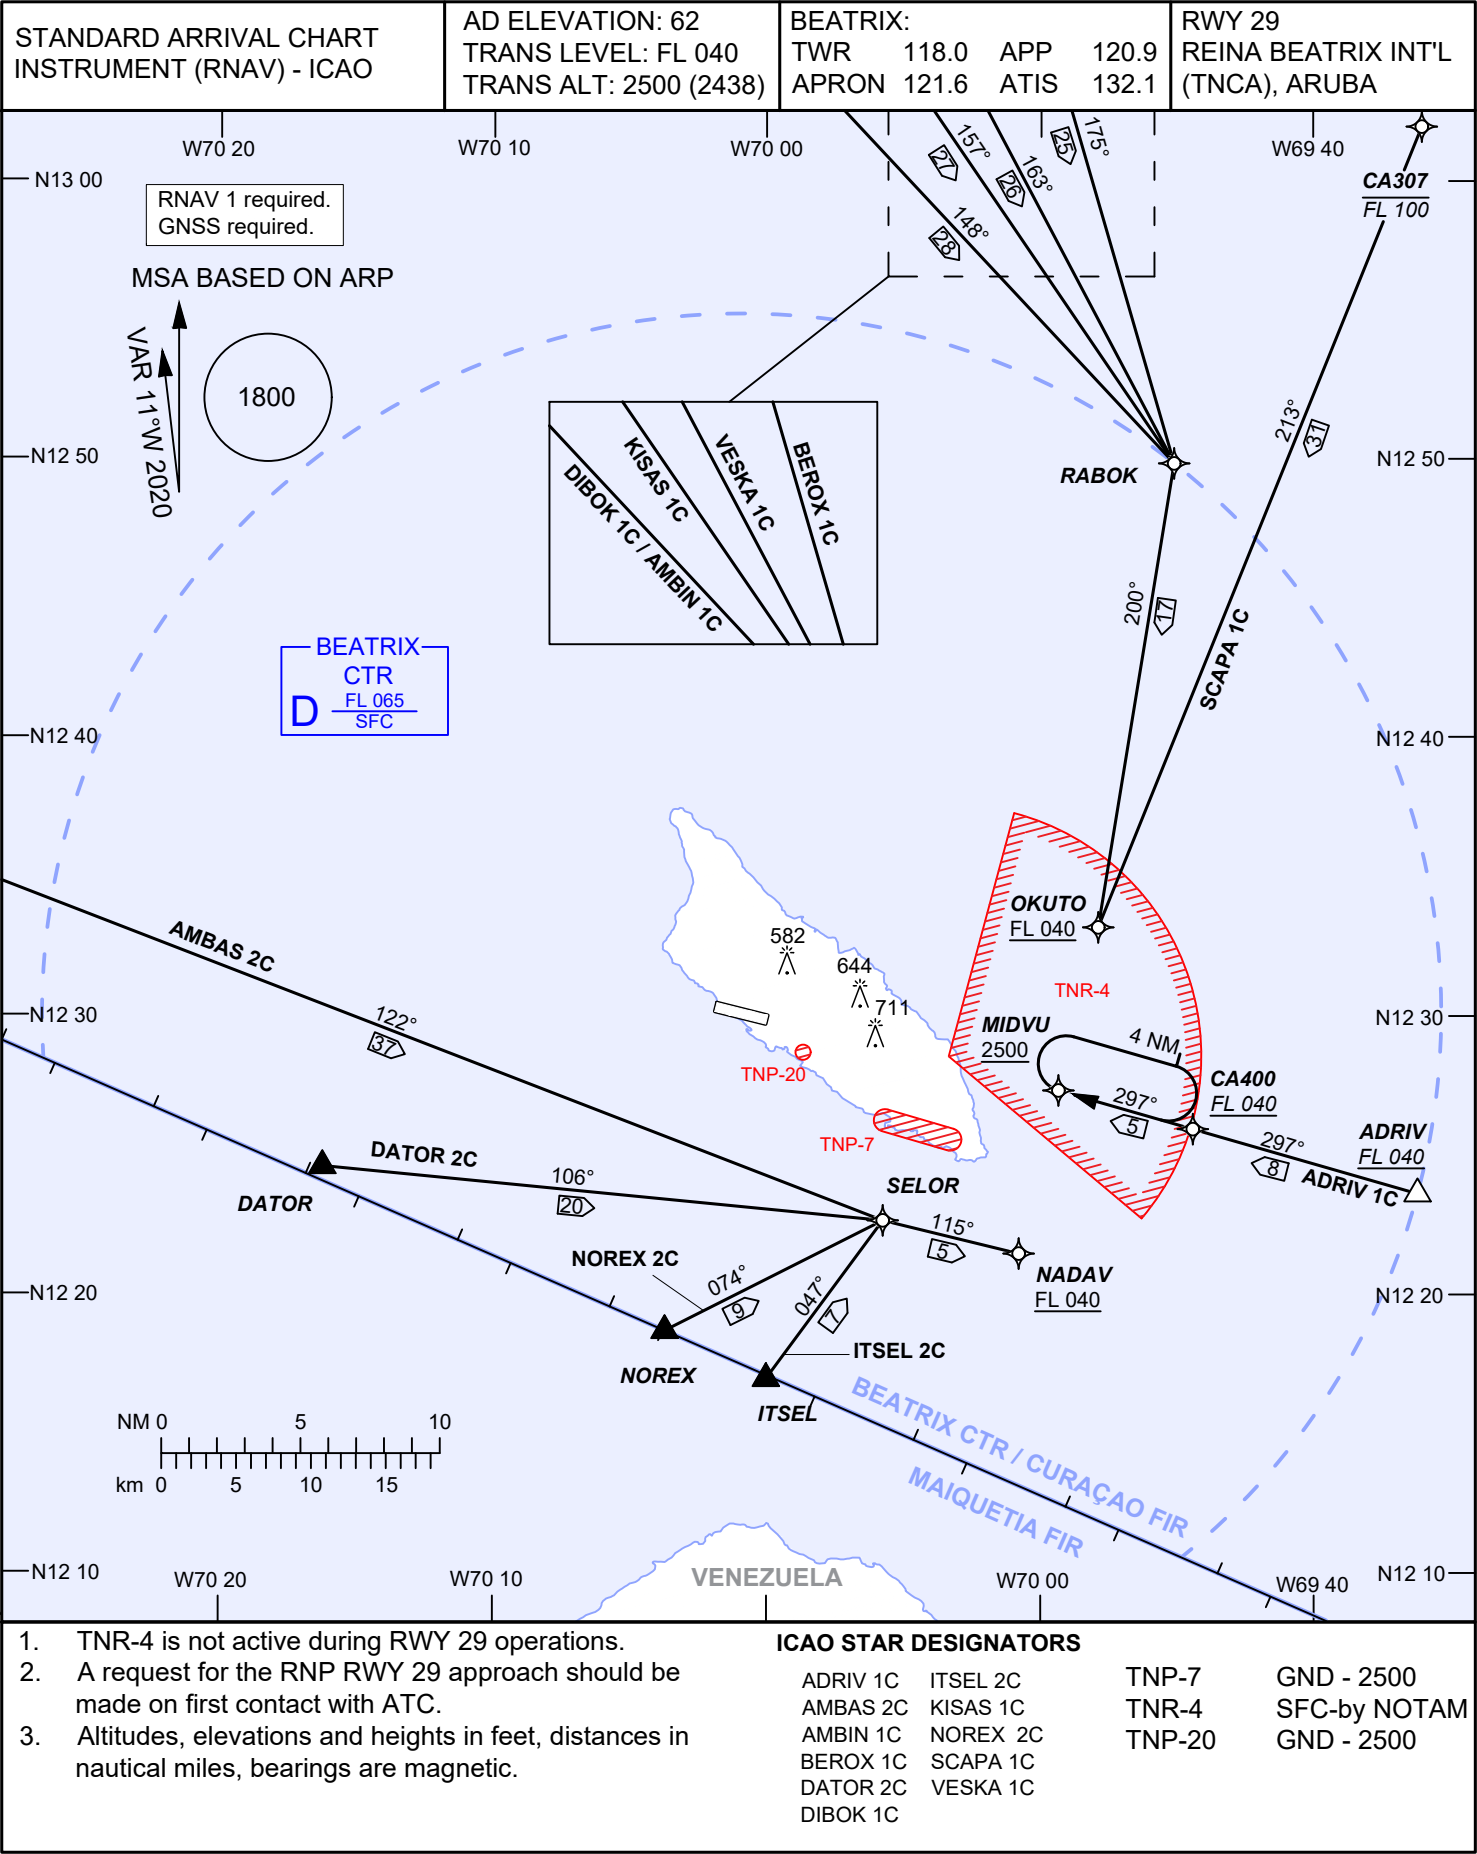 STANDARD ARRIVAL CHART
INSTRUMENT (RNAV) - ICAO
AD ELEVATION: 62
TRANS LEVEL: FL 040
TRANS ALT: 2500 (2438)
BEATRIX:
TWR 118.0 APP 120.9
APRON 121.6 ATIS 132.1
RWY 29
REINA BEATRIX INT'L
(TNCA), ARUBA
W70 20
W70 10
W70 00
W69 40
N13 00
RNAV 1 required.
GNSS required.
MSA BASED ON ARP
VAR 11°W 2020
1800
148°
28
157°
27
163°
26
175°
25
CA307
FL 100
213°
31
N12 50
N12 50
RABOK
DIBOK 1C / AMBIN 1C
KISAS 1C
VESKA 1C
BEROX 1C
200°
17
SCAPA 1C
BEATRIX
CTR
D
FL 065
SFC
N12 40
N12 40
OKUTO
FL 040
AMBAS 2C
582
644
711
TNR-4
122°
37
N12 30
N12 30
MIDVU
2500
4 NM
TNP-20
CA400
FL 040
297°
5
TNP-7
297°
8
ADRIV
FL 040
ADRIV 1C
DATOR 2C
106°
20
DATOR
SELOR
115°
5
NADAV
FL 040
NOREX 2C
074°
9
047°
7
N12 20
N12 20
ITSEL 2C
NOREX
ITSEL
BEATRIX CTR / CURAÇAO FIR
MAIQUETIA FIR
NM 0 5 10
km 0 5 10 15
VENEZUELA
N12 10
N12 10
W70 20
W70 10
W70 00
W69 40
1. TNR-4 is not active during RWY 29 operations.
2. A request for the RNP RWY 29 approach should be
made on first contact with ATC.
3. Altitudes, elevations and heights in feet, distances in
nautical miles, bearings are magnetic.
ICAO STAR DESIGNATORS
ADRIV 1C ITSEL 2C
AMBAS 2C KISAS 1C
AMBIN 1C NOREX 2C
BEROX 1C SCAPA 1C
DATOR 2C VESKA 1C
DIBOK 1C
TNP-7 GND - 2500
TNR-4 SFC-by NOTAM
TNP-20 GND - 2500